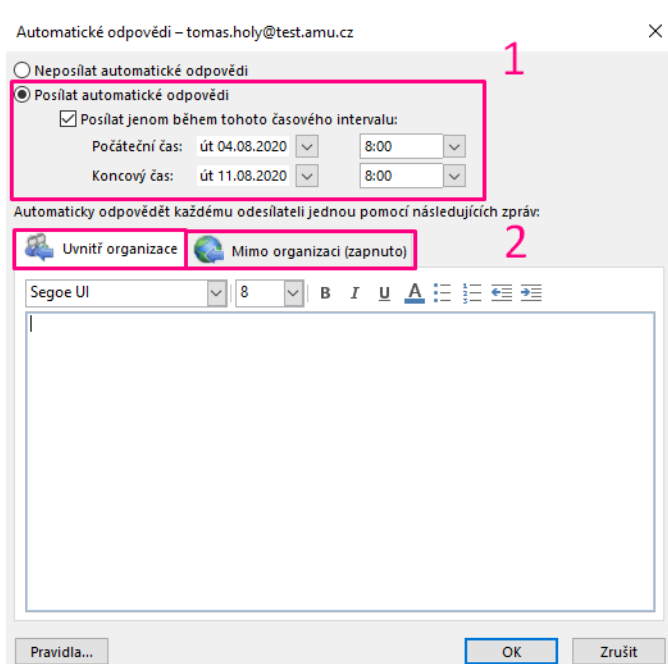 Automatické odpovědi – tomas.holy@test.amu.cz
1
Neposílat automatické odpovědi
Posílat automatické odpovědi
Posílat jenom během tohoto časového intervalu:
Počáteční čas: út 04.08.2020 8:00
Koncový čas: út 11.08.2020 8:00
Automaticky odpovědět každému odesílateli jednou pomocí následujících zpráv:
Uvnitř organizace Mimo organizaci (zapnuto) 2
Segoe UI 8 B I U A
Pravidla... OK Zrušit